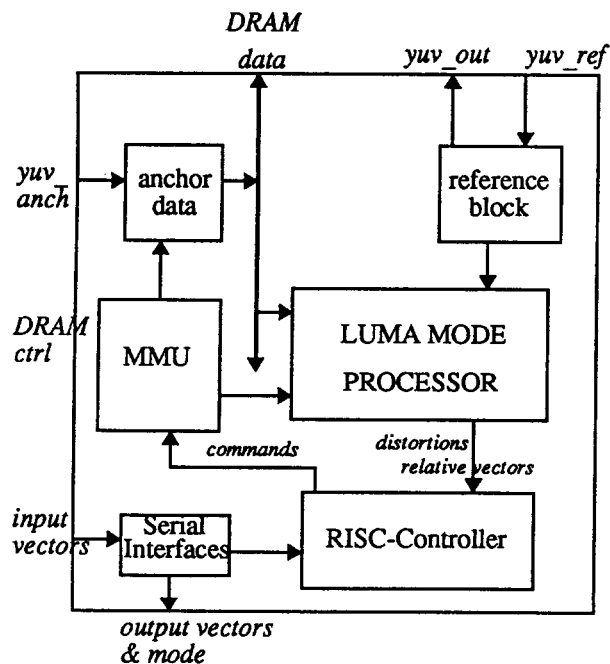 DRAM
data
yuv_out
yuv_ref
yuv_
anch
anchor
data
reference
block
DRAM
ctrl
MMU
LUMA MODE
PROCESSOR
commands
distortions
relative vectors
input
vectors
Serial
Interfaces
RISC-Controller
output vectors
& mode